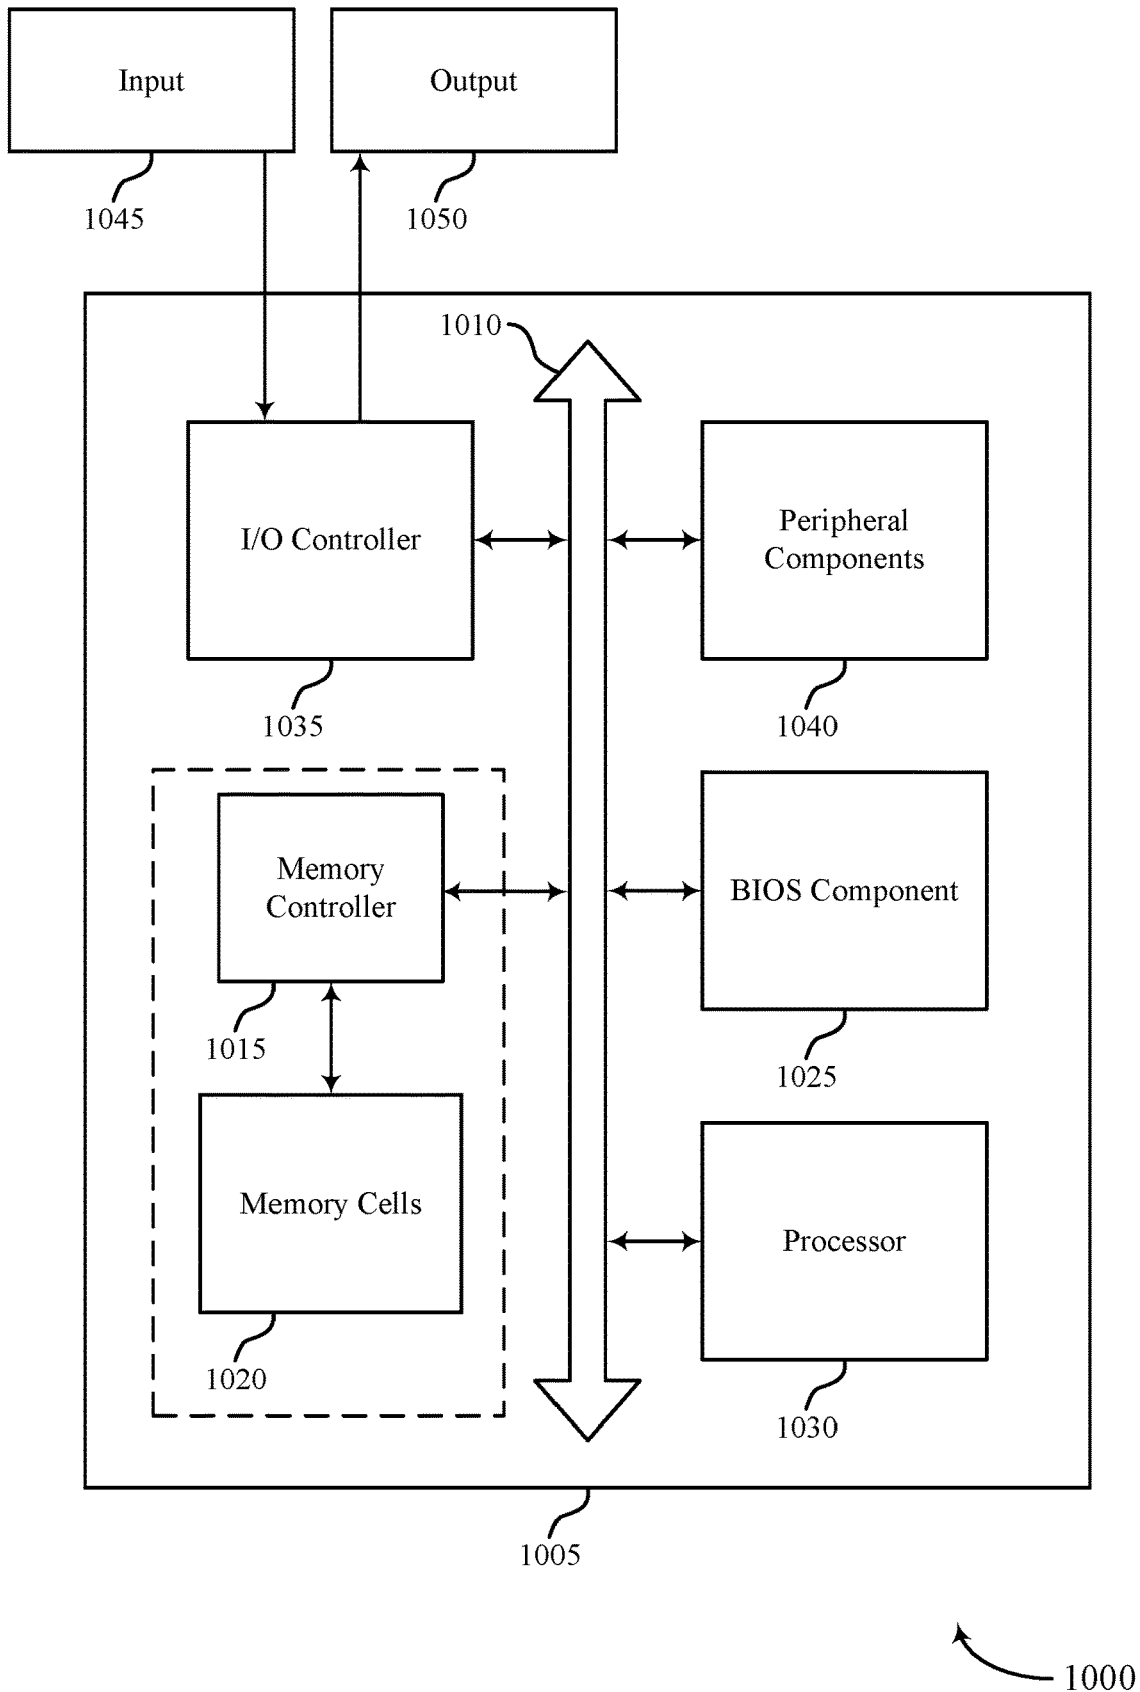 Input
Output
1045
1050
1010
I/O Controller
Peripheral
Components
1035
1040
Memory
Controller
BIOS Component
1015
1025
Memory Cells
Processor
1020
1030
1005
1000